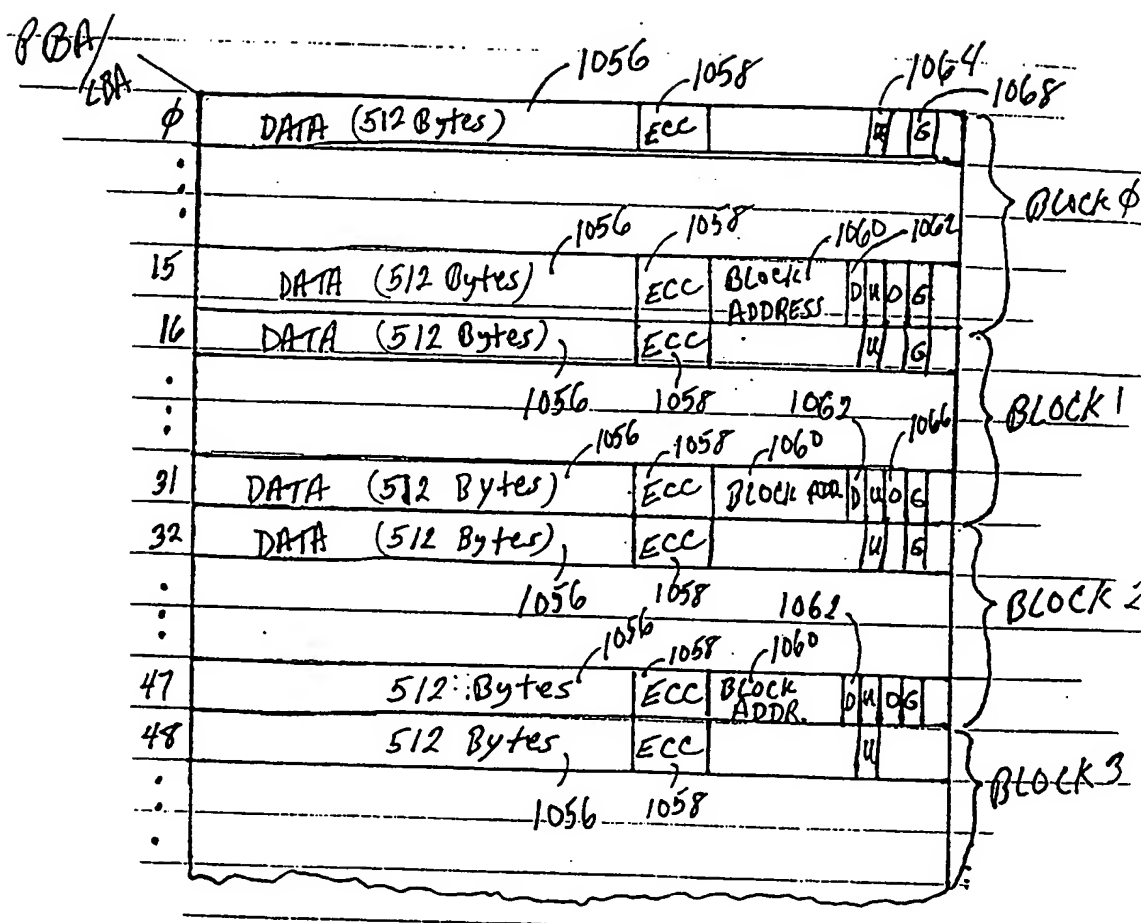 PBA/
LBA
1056 1058 1064 1068
ϕ DATA (512 Bytes) ECC U G
BLOCK ϕ
1056 1058 1060 1062
15 DATA (512 Bytes) ECC BLOCK ADDRESS D U O G
16 DATA (512 Bytes) ECC U G
1056 1058 1062 1066
BLOCK 1
1056 1058 1060
31 DATA (512 Bytes) ECC BLOCK ADDR D U O G
32 DATA (512 Bytes) ECC U G
1056 1058 1062
BLOCK 2
1056 1058 1060
47 512 Bytes ECC BLOCK ADDR. D U O G
48 512 Bytes ECC U
BLOCK 3
1056 1058